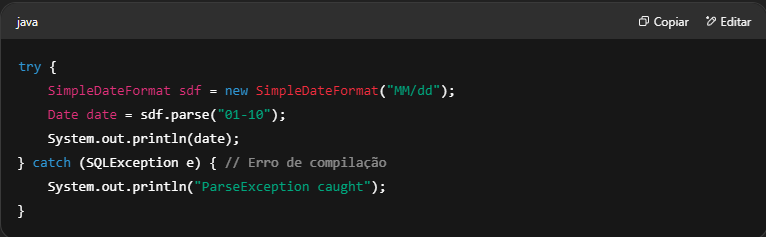 java Copiar Editar
try {
    SimpleDateFormat sdf = new SimpleDateFormat("MM/dd");
    Date date = sdf.parse("01-10");
    System.out.println(date);
} catch (SQLException e) { // Erro de compilação
    System.out.println("ParseException caught");
}